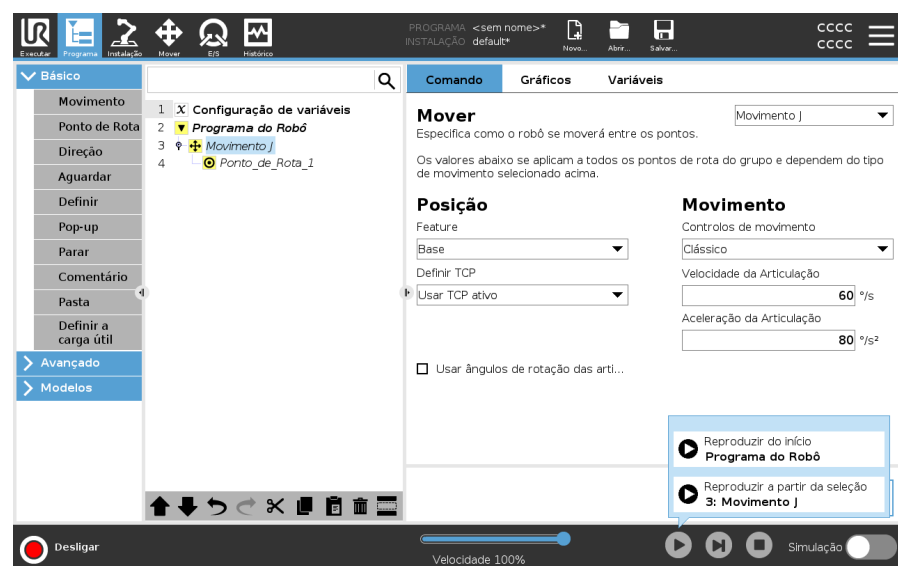 PROGRAMA <sem nome>*
INSTALAÇÃO default*
Executar
Programa
Instalação
Mover
E/S
Histórico
Novo...
Abrir...
Salvar...
CCCC
CCCC
Básico
Movimento
Ponto de Rota
Direção
Aguardar
Definir
Pop-up
Parar
Comentário
Pasta
Definir a
carga útil
Avançado
Modelos
1 X Configuração de variáveis
2 Programa do Robô
3 Movimento J
4 Ponto_de_Rota_1
Comando
Gráficos
Variáveis
Mover
Movimento J
Especifica como o robô se moverá entre os pontos.
Os valores abaixo se aplicam a todos os pontos de rota do grupo e dependem do tipo
de movimento selecionado acima.
Posição
Feature
Base
Definir TCP
Usar TCP ativo
Movimento
Controlos de movimento
Clássico
Velocidade da Articulação
60 °/s
Aceleração da Articulação
80 °/s²
Usar ângulos de rotação das arti...
Reproduzir do início
Programa do Robô
Reproduzir a partir da seleção
3: Movimento J
Desligar
Velocidade 100%
Simulação